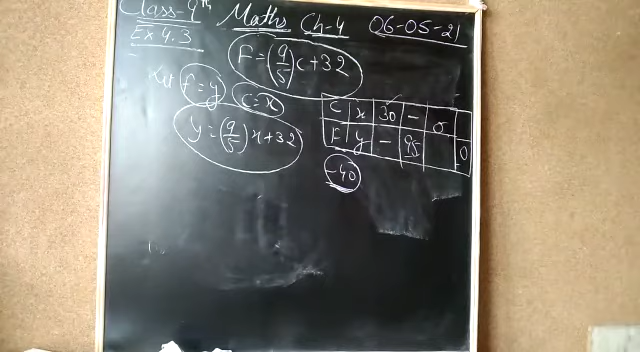 Class-9th Maths Ch-4 06-05-21
Ex 4.3
F=(9/5)c+32
Let f=y c=x
y=(9/5)x+32
C x 30 - 0
F y - 95 0
-40